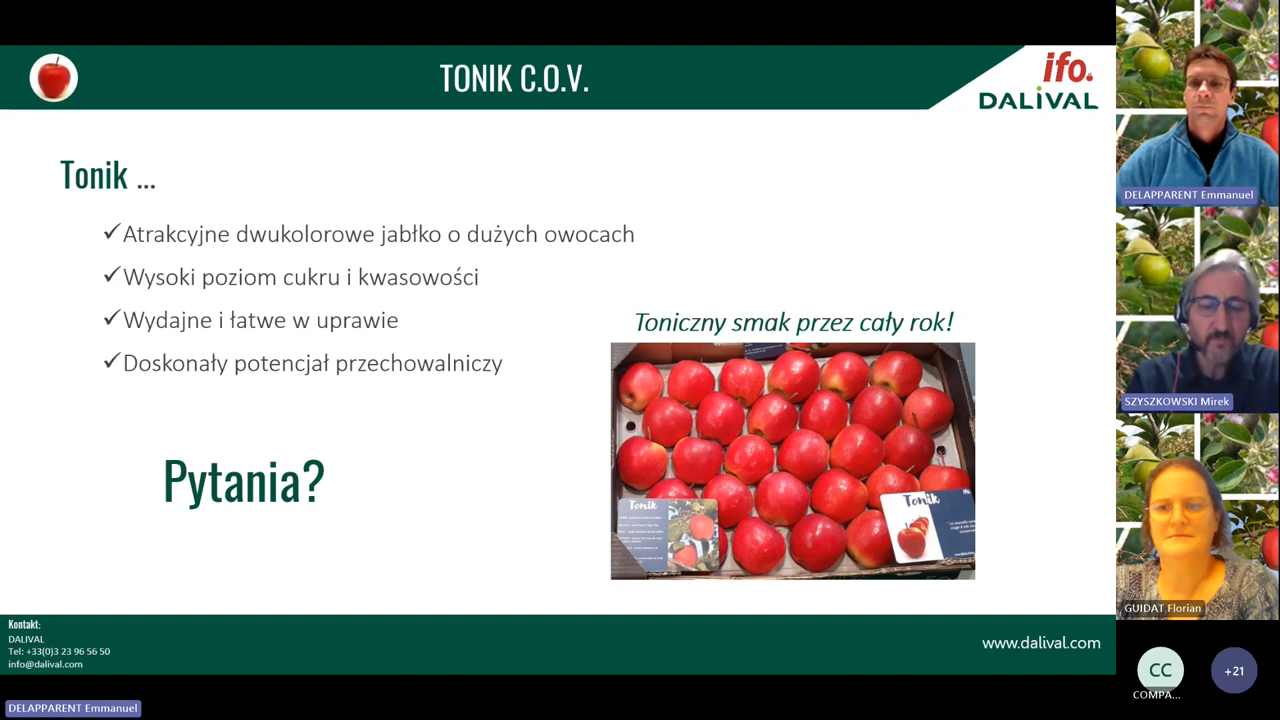 TONIK C.O.V.
ifo.
DALIVAL
Tonik ...
✓Atrakcyjne dwukolorowe jabłko o dużych owocach
✓Wysoki poziom cukru i kwasowości
✓Wydajne i łatwe w uprawie
✓Doskonały potencjał przechowalniczy
Toniczny smak przez cały rok!
Tonik
Tonik
Pytania?
Kontakt:
DALIVAL
Tel: +33(0)3 23 96 56 50
info@dalival.com
www.dalival.com
DELAPPARENT Emmanuel
DELAPPARENT Emmanuel
SZYSZKOWSKI Mirek
GUIDAT Florian
CC
COMPA...
+21